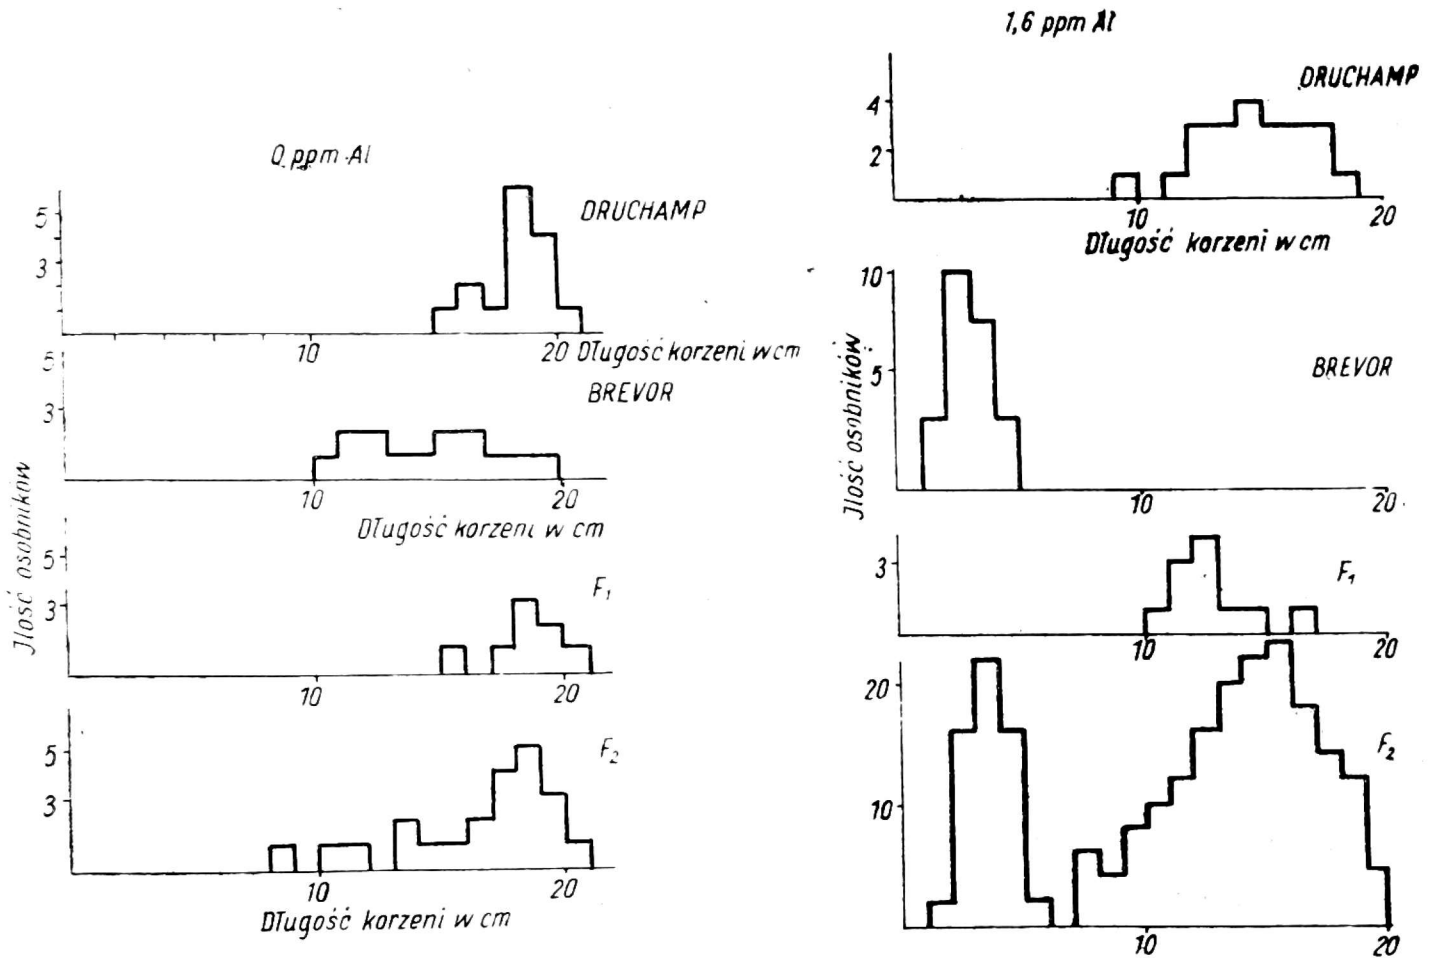 0 ppm Al
5
DRUCHAMP
3
10
20 Długość korzeni w cm
5
BREVOR
3
10
20
Długość korzeni w cm
Jlość osobników
5
F1
3
10
20
5
F2
3
10
20
Długość korzeni w cm
1,6 ppm Al
DRUCHAMP
4
2
10
20
Długość korzeni w cm
10
Jlość osobników
5
BREVOR
10
20
3
F1
10
20
20
F2
10
10
20